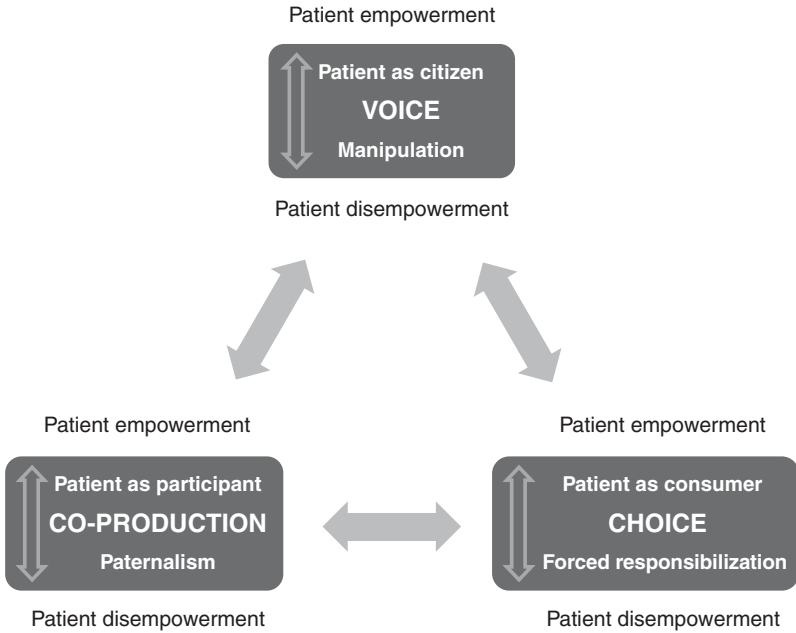 Patient empowerment
Patient as citizen
VOICE
Manipulation
Patient disempowerment
Patient empowerment
Patient as participant
CO-PRODUCTION
Paternalism
Patient disempowerment
Patient empowerment
Patient as consumer
CHOICE
Forced responsibilization
Patient disempowerment